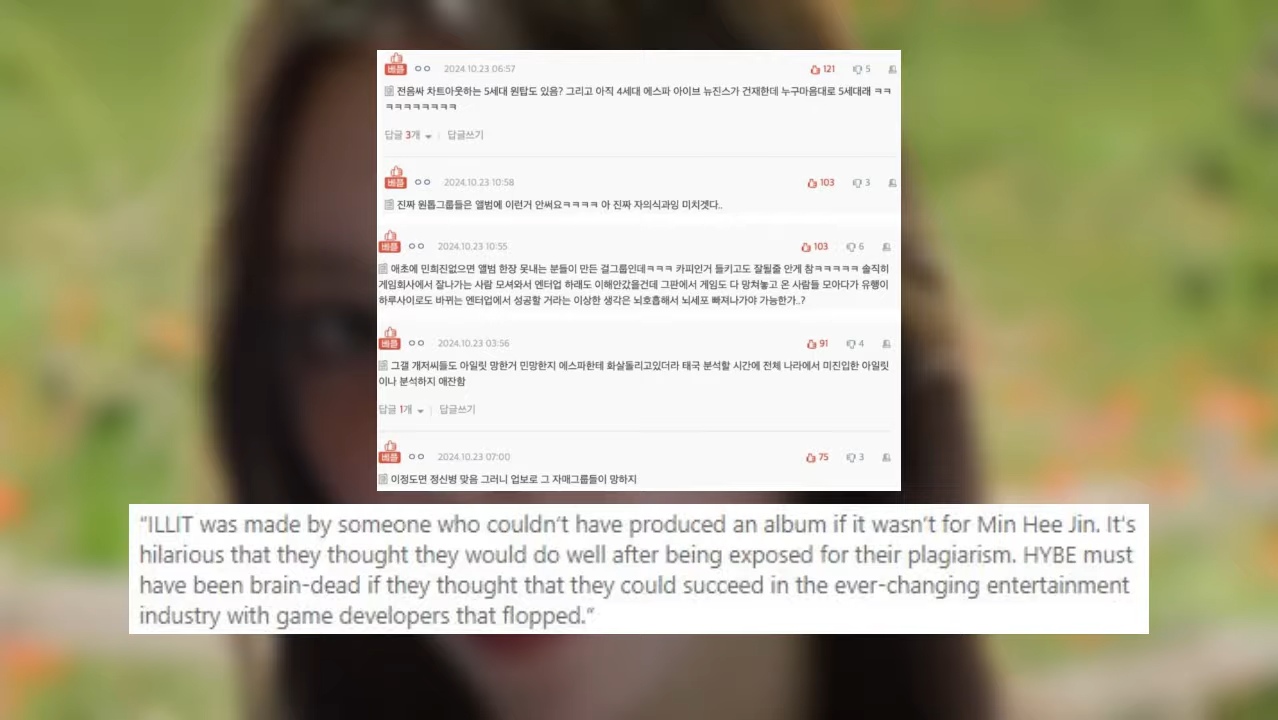 베플 ㅇㅇ 2024.10.23 06:57 121 5
전음싸 차트아웃하는 5세대 원탑도 있음? 그리고 아직 4세대 에스파 아이브 뉴진스가 건재한데 누구마음대로 5세대래 ㅋㅋ
ㅋㅋㅋㅋㅋㅋㅋㅋㅋ
답글 3개 | 답글쓰기
베플 ㅇㅇ 2024.10.23 10:58 103 3
진짜 원톱그룹들은 앨범에 이런거 안써요ㅋㅋㅋㅋ 아 진짜 자의식과잉 미치겟다..
베플 ㅇㅇ 2024.10.23 10:55 103 6
애초에 민희진없으면 앨범 한장 못내는 분들이 만든 걸그룹인데ㅋㅋㅋ 카피인거 들키고도 잘될줄 안게 참ㅋㅋㅋㅋㅋ 솔직히
게임회사에서 잘나가는 사람 모셔와서 엔터업 하래도 이해안갔을건데 그판에서 게임도 다 망쳐놓고 온 사람들 모아다가 유행이
하루사이로도 바뀌는 엔터업에서 성공할 거라는 이상한 생각은 뇌호흡해서 뇌세포 빠져나가야 가능한가..?
베플 ㅇㅇ 2024.10.23 03:56 91 4
그걜 개저씨들도 아일릿 망한거 민망한지 에스파한테 화살돌리고있더라 태국 분석할 시간에 전체 나라에서 미진입한 아일릿
이나 분석하지 애잔함
답글 1개 | 답글쓰기
베플 ㅇㅇ 2024.10.23 07:00 75 3
이정도면 정신병 맞음 그러니 업보로 그 자매그룹들이 망하지
“ILLIT was made by someone who couldn’t have produced an album if it wasn’t for Min Hee Jin. It's
hilarious that they thought they would do well after being exposed for their plagiarism. HYBE must
have been brain-dead if they thought that they could succeed in the ever-changing entertainment
industry with game developers that flopped.”